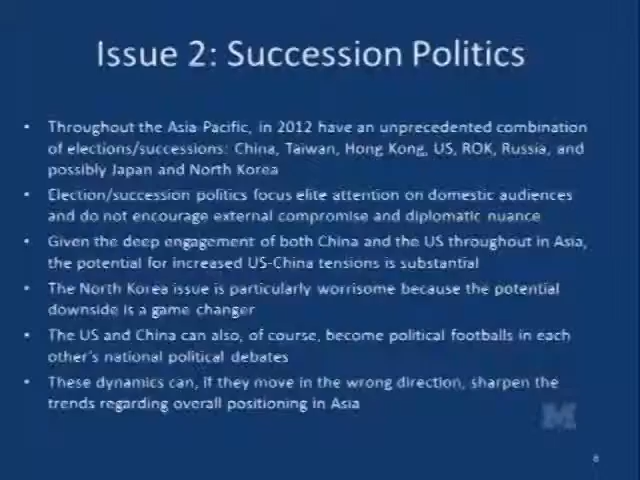 Issue 2: Succession Politics
• Throughout the Asia Pacific, in 2012 have an unprecedented combination
of elections/successions: China, Taiwan, Hong Kong, US, ROK, Russia, and
possibly Japan and North Korea
• Election/succession politics focus elite attention on domestic audiences
and do not encourage external compromise and diplomatic nuance
• Given the deep engagement of both China and the US throughout in Asia,
the potential for increased US-China tensions is substantial
• The North Korea issue is particularly worrisome because the potential
downside is a game changer
• The US and China can also, of course, become political footballs in each
other's national political debates
• These dynamics can, if they move in the wrong direction, sharpen the
trends regarding overall positioning in Asia
M